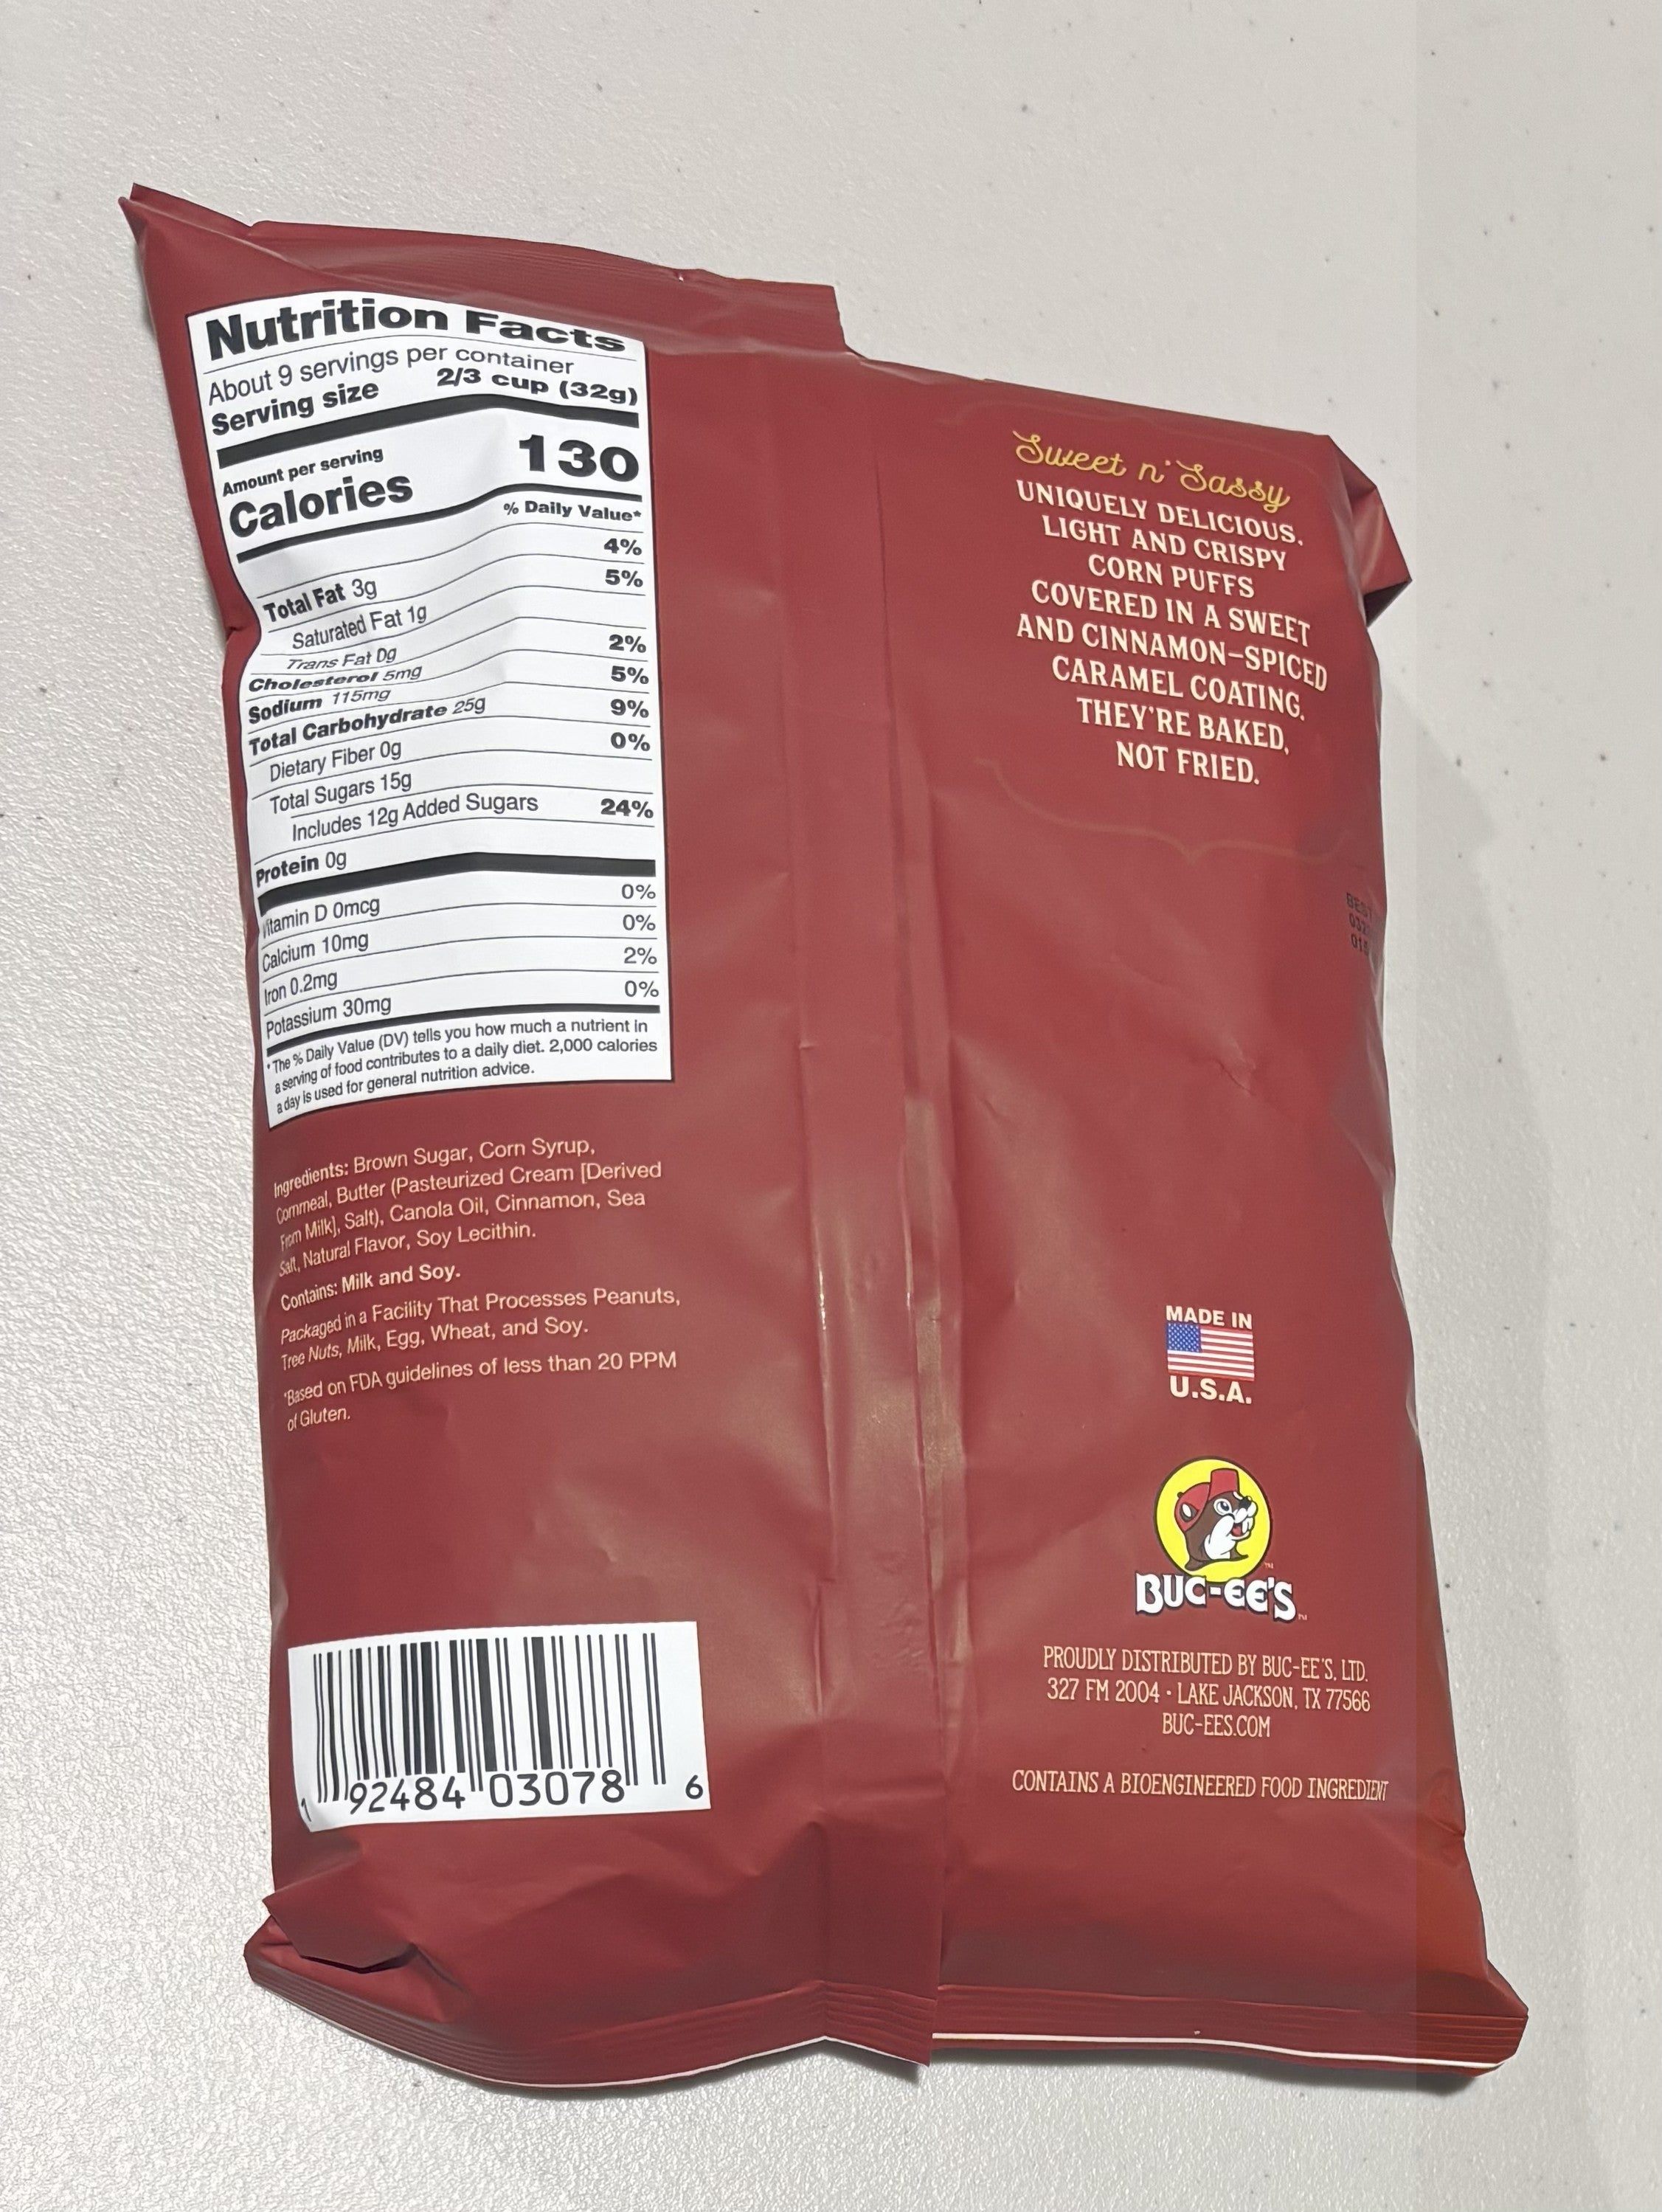 Nutrition Facts
About 9 servings per container
Serving size 2/3 cup (32g)
Amount per serving
Calories 130
% Daily Value*
Total Fat 3g 4%
Saturated Fat 1g 5%
Trans Fat 0g
Cholesterol 5mg 2%
Sodium 115mg 5%
Total Carbohydrate 25g 9%
Dietary Fiber 0g 0%
Total Sugars 15g
Includes 12g Added Sugars 24%
Protein 0g
Vitamin D 0mcg 0%
Calcium 10mg 0%
Iron 0.2mg 2%
Potassium 30mg 0%
*The % Daily Value (DV) tells you how much a nutrient in
a serving of food contributes to a daily diet. 2,000 calories
a day is used for general nutrition advice.
Ingredients: Brown Sugar, Corn Syrup,
Cornmeal, Butter (Pasteurized Cream [Derived
From Milk], Salt), Canola Oil, Cinnamon, Sea
Salt, Natural Flavor, Soy Lecithin.
Contains: Milk and Soy.
Packaged in a Facility That Processes Peanuts,
Tree Nuts, Milk, Egg, Wheat, and Soy.
*Based on FDA guidelines of less than 20 PPM
of Gluten.
1 92484 03078 6
Sweet n' Sassy
UNIQUELY DELICIOUS.
LIGHT AND CRISPY
CORN PUFFS
COVERED IN A SWEET
AND CINNAMON-SPICED
CARAMEL COATING.
THEY'RE BAKED,
NOT FRIED.
BEST
MADE IN
U.S.A.
BUC-EE'S™
PROUDLY DISTRIBUTED BY BUC-EE'S, LTD.
327 FM 2004 • LAKE JACKSON, TX 77566
BUC-EES.COM
CONTAINS A BIOENGINEERED FOOD INGREDIENT